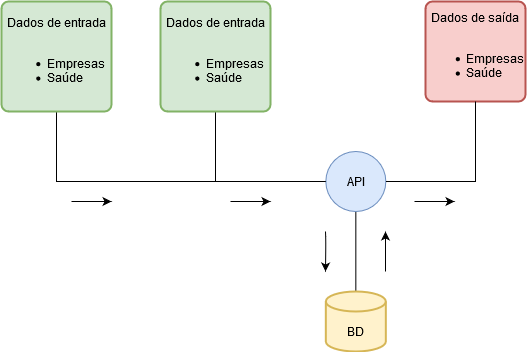 Dados de entrada
• Empresas
• Saúde
Dados de entrada
• Empresas
• Saúde
Dados de saída
• Empresas
• Saúde
API
BD